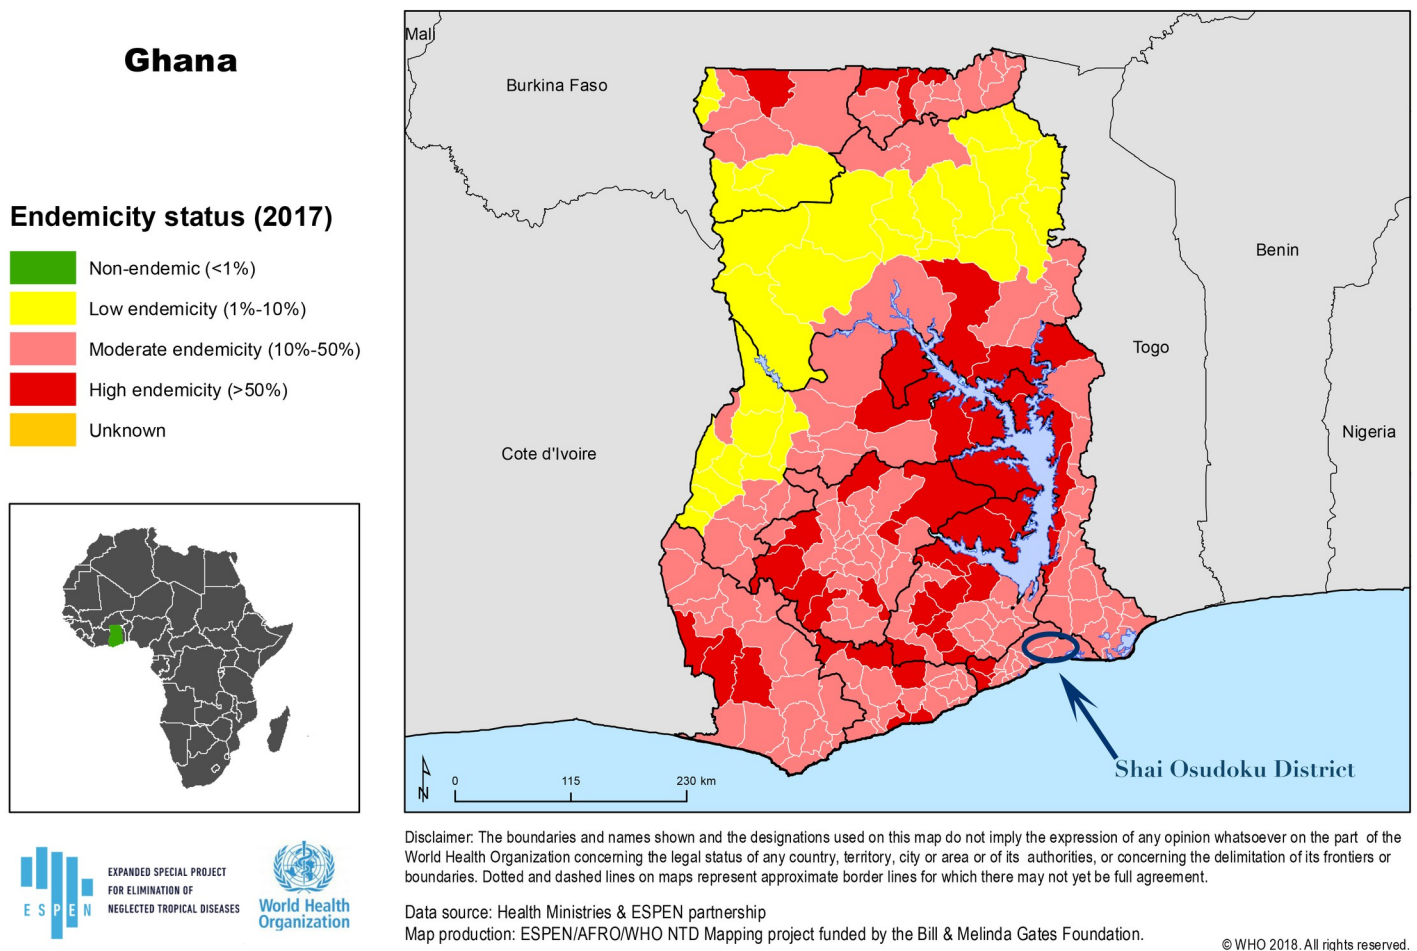 Ghana
Endemicity status (2017)
Non-endemic (<1%)
Low endemicity (1%-10%)
Moderate endemicity (10%-50%)
High endemicity (>50%)
Unknown
Mali
Burkina Faso
Benin
Togo
Nigeria
Cote d'Ivoire
Shai Osudoku District
N
0 115 230 km
ESPEN
EXPANDED SPECIAL PROJECT
FOR ELIMINATION OF
NEGLECTED TROPICAL DISEASES
World Health
Organization
Disclaimer: The boundaries and names shown and the designations used on this map do not imply the expression of any opinion whatsoever on the part of the
World Health Organization concerning the legal status of any country, territory, city or area or of its authorities, or concerning the delimitation of its frontiers or
boundaries. Dotted and dashed lines on maps represent approximate border lines for which there may not yet be full agreement.
Data source: Health Ministries & ESPEN partnership
Map production: ESPEN/AFRO/WHO NTD Mapping project funded by the Bill & Melinda Gates Foundation.
© WHO 2018. All rights reserved.